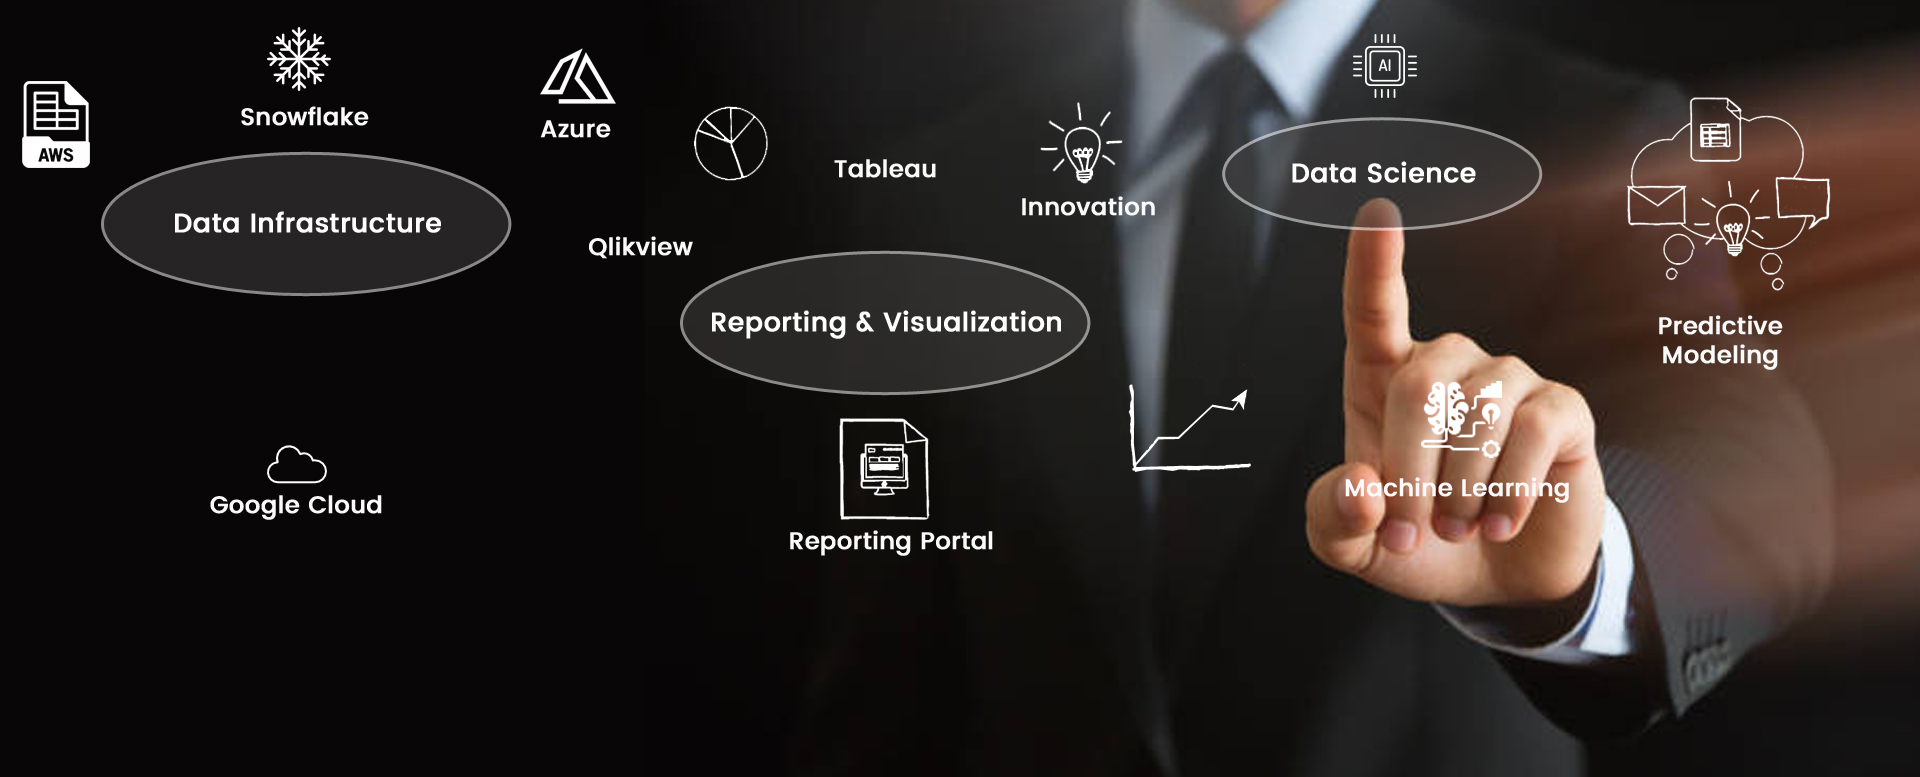 Snowflake
AWS
Azure
Data Infrastructure
Google Cloud
Tableau
Qlikview
Reporting & Visualization
Reporting Portal
Innovation
AI
Data Science
Machine Learning
Predictive
Modeling